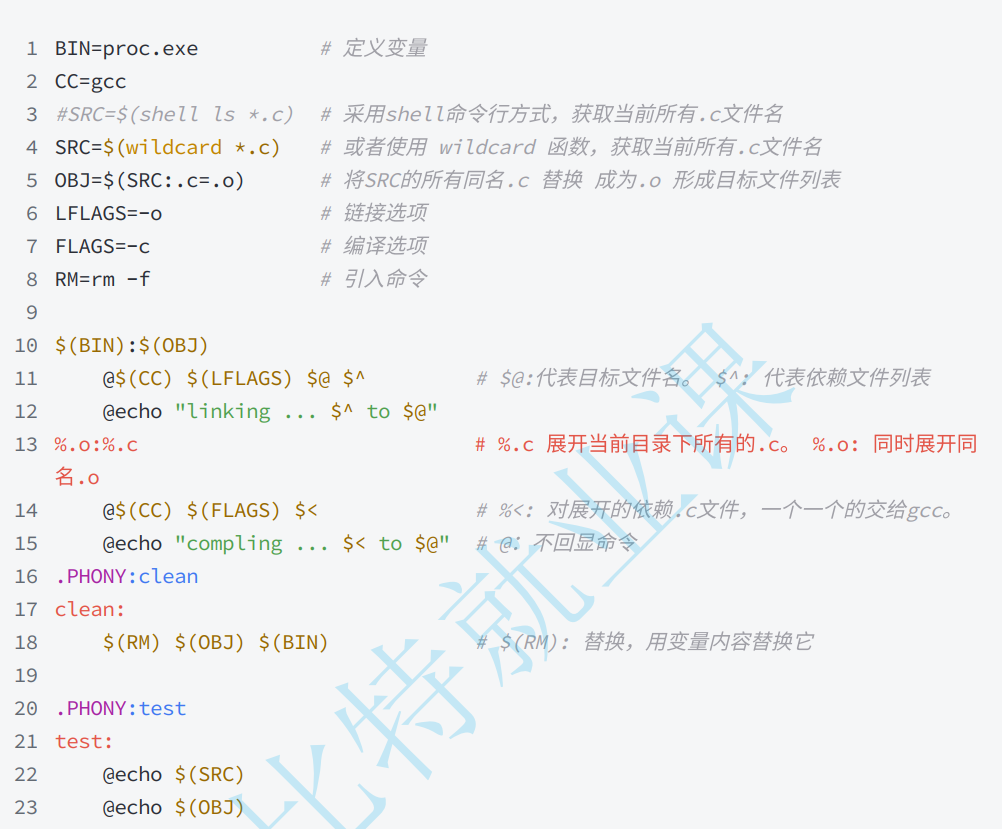 1 BIN=proc.exe # 定义变量
2 CC=gcc
3 #SRC=$(shell ls *.c) # 采用shell命令行方式，获取当前所有.c文件名
4 SRC=$(wildcard *.c) # 或者使用 wildcard 函数，获取当前所有.c文件名
5 OBJ=$(SRC:.c=.o) # 将SRC的所有同名.c 替换 成为.o 形成目标文件列表
6 LFLAGS=-o # 链接选项
7 FLAGS=-c # 编译选项
8 RM=rm -f # 引入命令
9
10 $(BIN):$(OBJ)
11 @$(CC) $(LFLAGS) $@ $^ # $@:代表目标文件名。 $^: 代表依赖文件列表
12 @echo "linking ... $^ to $@"
13 %.o:%.c # %.c 展开当前目录下所有的.c。 %.o: 同时展开同
名.o
14 @$(CC) $(FLAGS) $< # %<: 对展开的依赖.c文件，一个一个的交给gcc。
15 @echo "compling ... $< to $@" # @：不回显命令
16 .PHONY:clean
17 clean:
18 $(RM) $(OBJ) $(BIN) # $(RM): 替换，用变量内容替换它
19
20 .PHONY:test
21 test:
22 @echo $(SRC)
23 @echo $(OBJ)
比特就业课